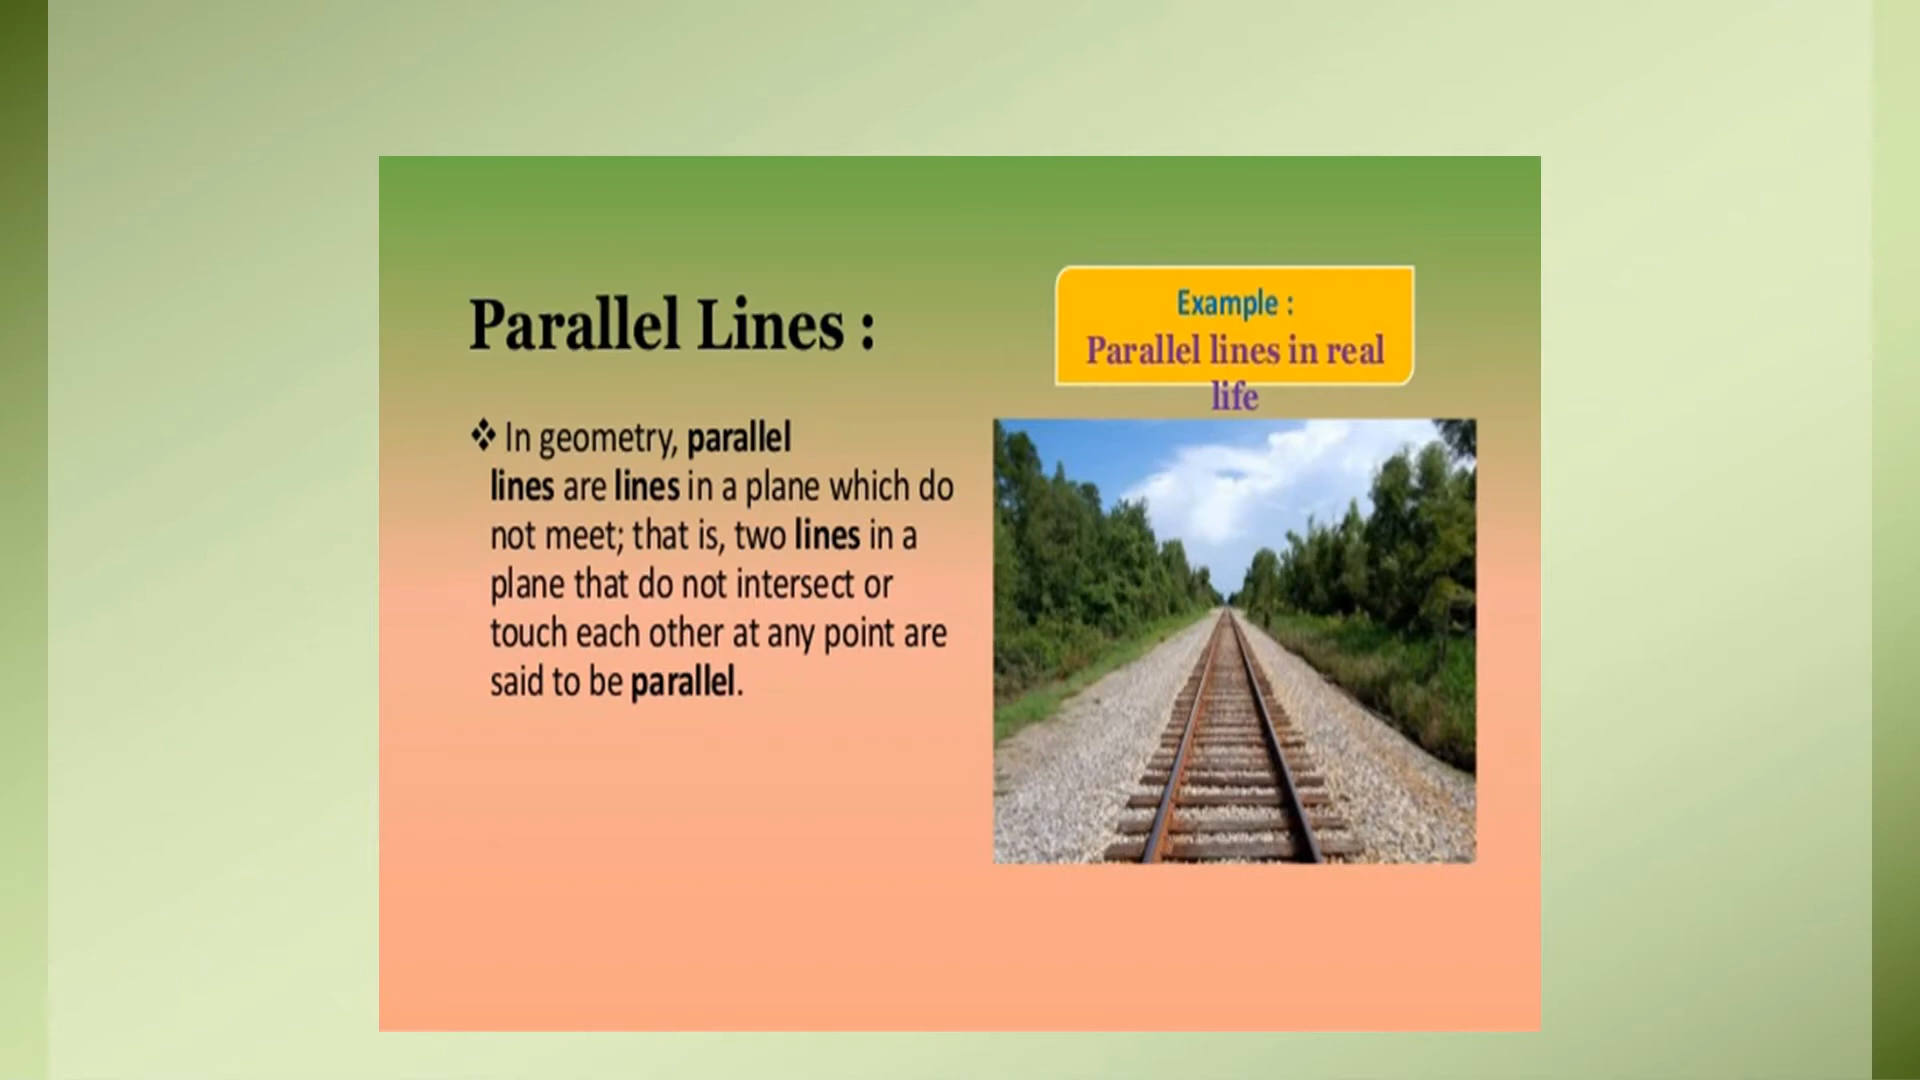 Parallel Lines :
❖ In geometry, parallel
lines are lines in a plane which do
not meet; that is, two lines in a
plane that do not intersect or
touch each other at any point are
said to be parallel.
Example :
Parallel lines in real
life